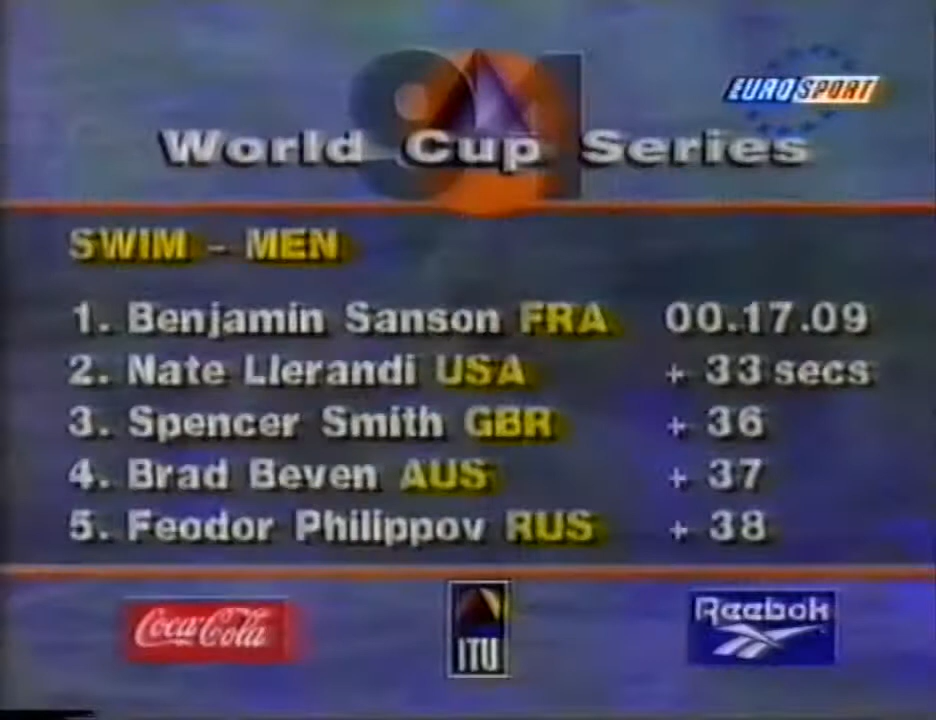 EUROSPORT
World Cup Series
SWIM - MEN
1. Benjamin Sanson FRA 00.17.09
2. Nate Llerandi USA + 33 secs
3. Spencer Smith GBR + 36
4. Brad Beven AUS + 37
5. Feodor Philippov RUS + 38
Coca-Cola
ITU
Reebok